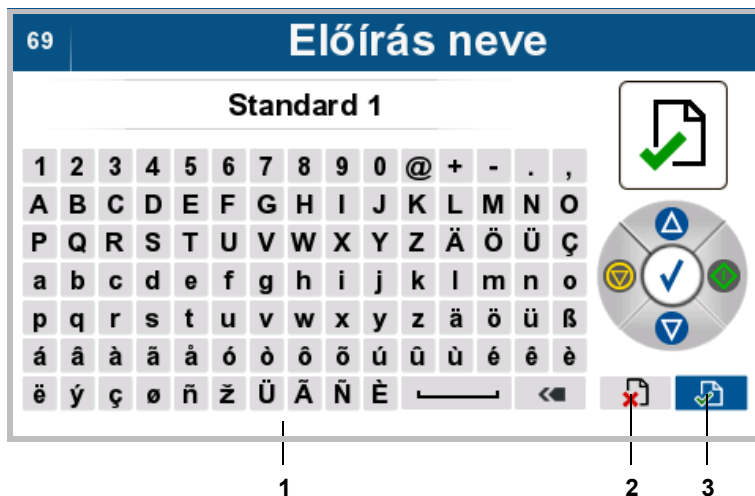 69 Előírás neve
Standard 1
1 2 3 4 5 6 7 8 9 0 @ + - . ,
A B C D E F G H I J K L M N O
P Q R S T U V W X Y Z Ä Ö Ü Ç
a b c d e f g h i j k l m n o
p q r s t u v w x y z ä ö ü ß
á â à ã å ó ò ô õ ú û ù é ê è
ë ý ç ø ñ ž Ü Ã Ñ È
1 2 3